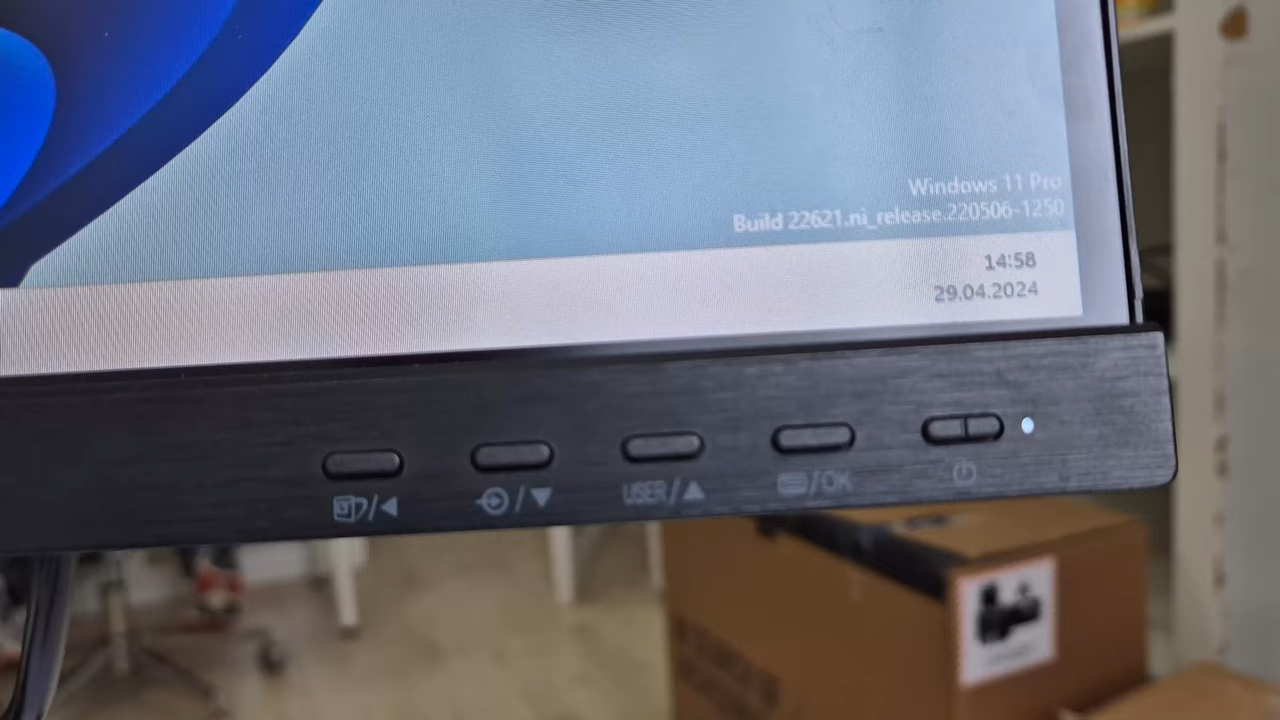 Windows 11 Pro
Build 22621.ni_release.220506-1250
14:58
29.04.2024
USER/▲
/OK